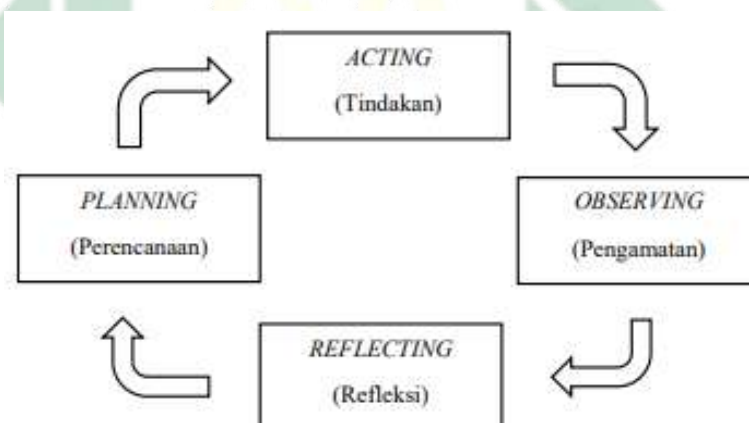 ACTING
(Tindakan)
PLANNING
(Perencanaan)
OBSERVING
(Pengamatan)
REFLECTING
(Refleksi)